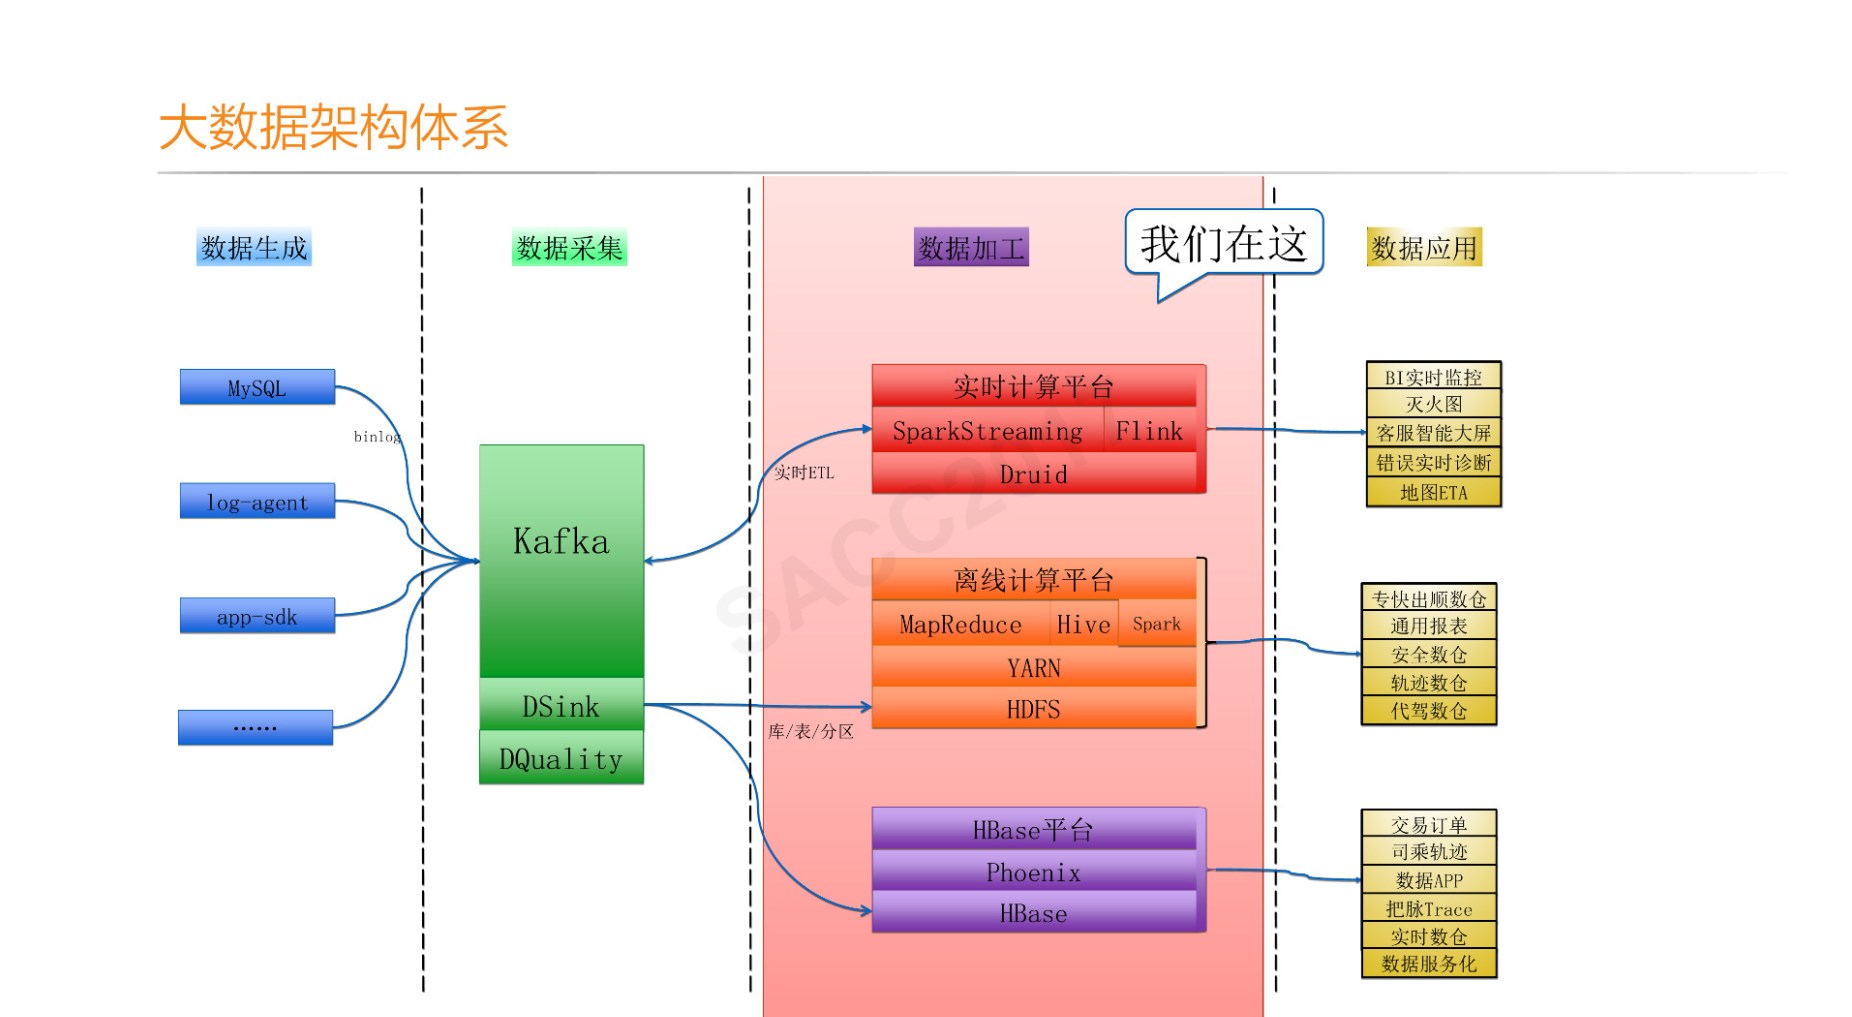 大数据架构体系
数据生成
数据采集
数据加工
我们在这
数据应用
MySQL
binlog
log-agent
app-sdk
……
Kafka
DSink
DQuality
实时ETL
库/表/分区
实时计算平台
SparkStreaming Flink
Druid
离线计算平台
MapReduce Hive Spark
YARN
HDFS
HBase平台
Phoenix
HBase
BI实时监控
灭火图
客服智能大屏
错误实时诊断
地图ETA
专快出顺数仓
通用报表
安全数仓
轨迹数仓
代驾数仓
交易订单
司乘轨迹
数据APP
把脉Trace
实时数仓
数据服务化
SACC2017